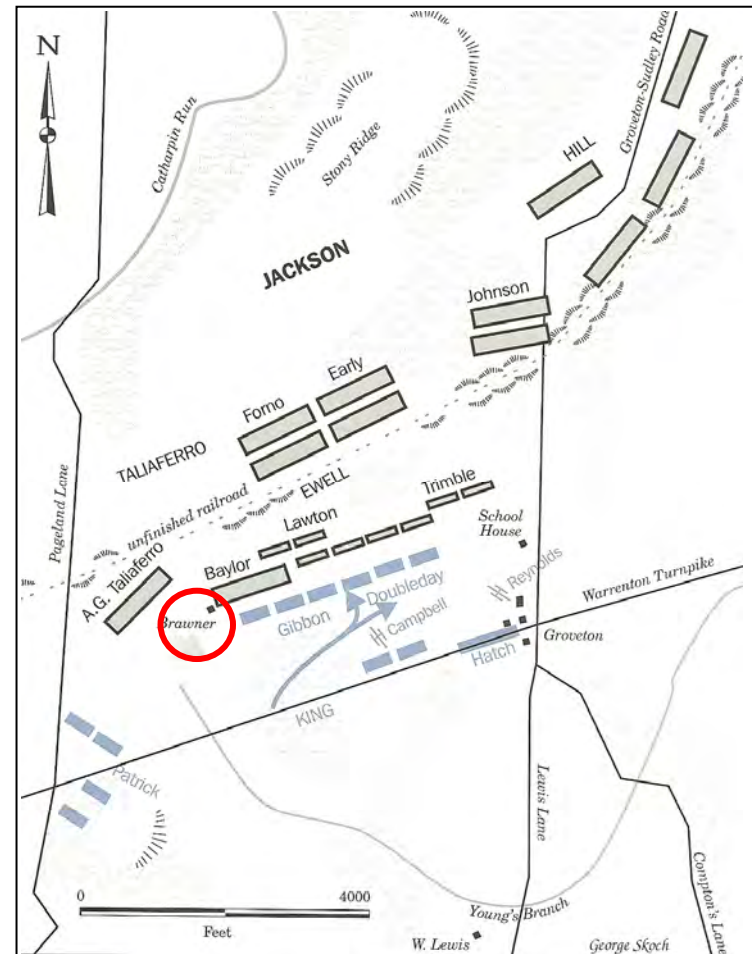 N
Catharpin Run
Stony Ridge
Groveton-Sudley Road
HILL
JACKSON
Johnson
Early
Forno
TALIAFERRO
EWELL
unfinished railroad
Trimble
Lawton
School
House
Pageland Lane
A.G. Taliaferro
Baylor
Brawner
Gibbon
Doubleday
Campbell
Reynolds
Warrenton Turnpike
Groveton
Hatch
KING
Patrick
Lewis Lane
Compton's Lane
0
4000
Feet
Young's Branch
W. Lewis
George Skoch